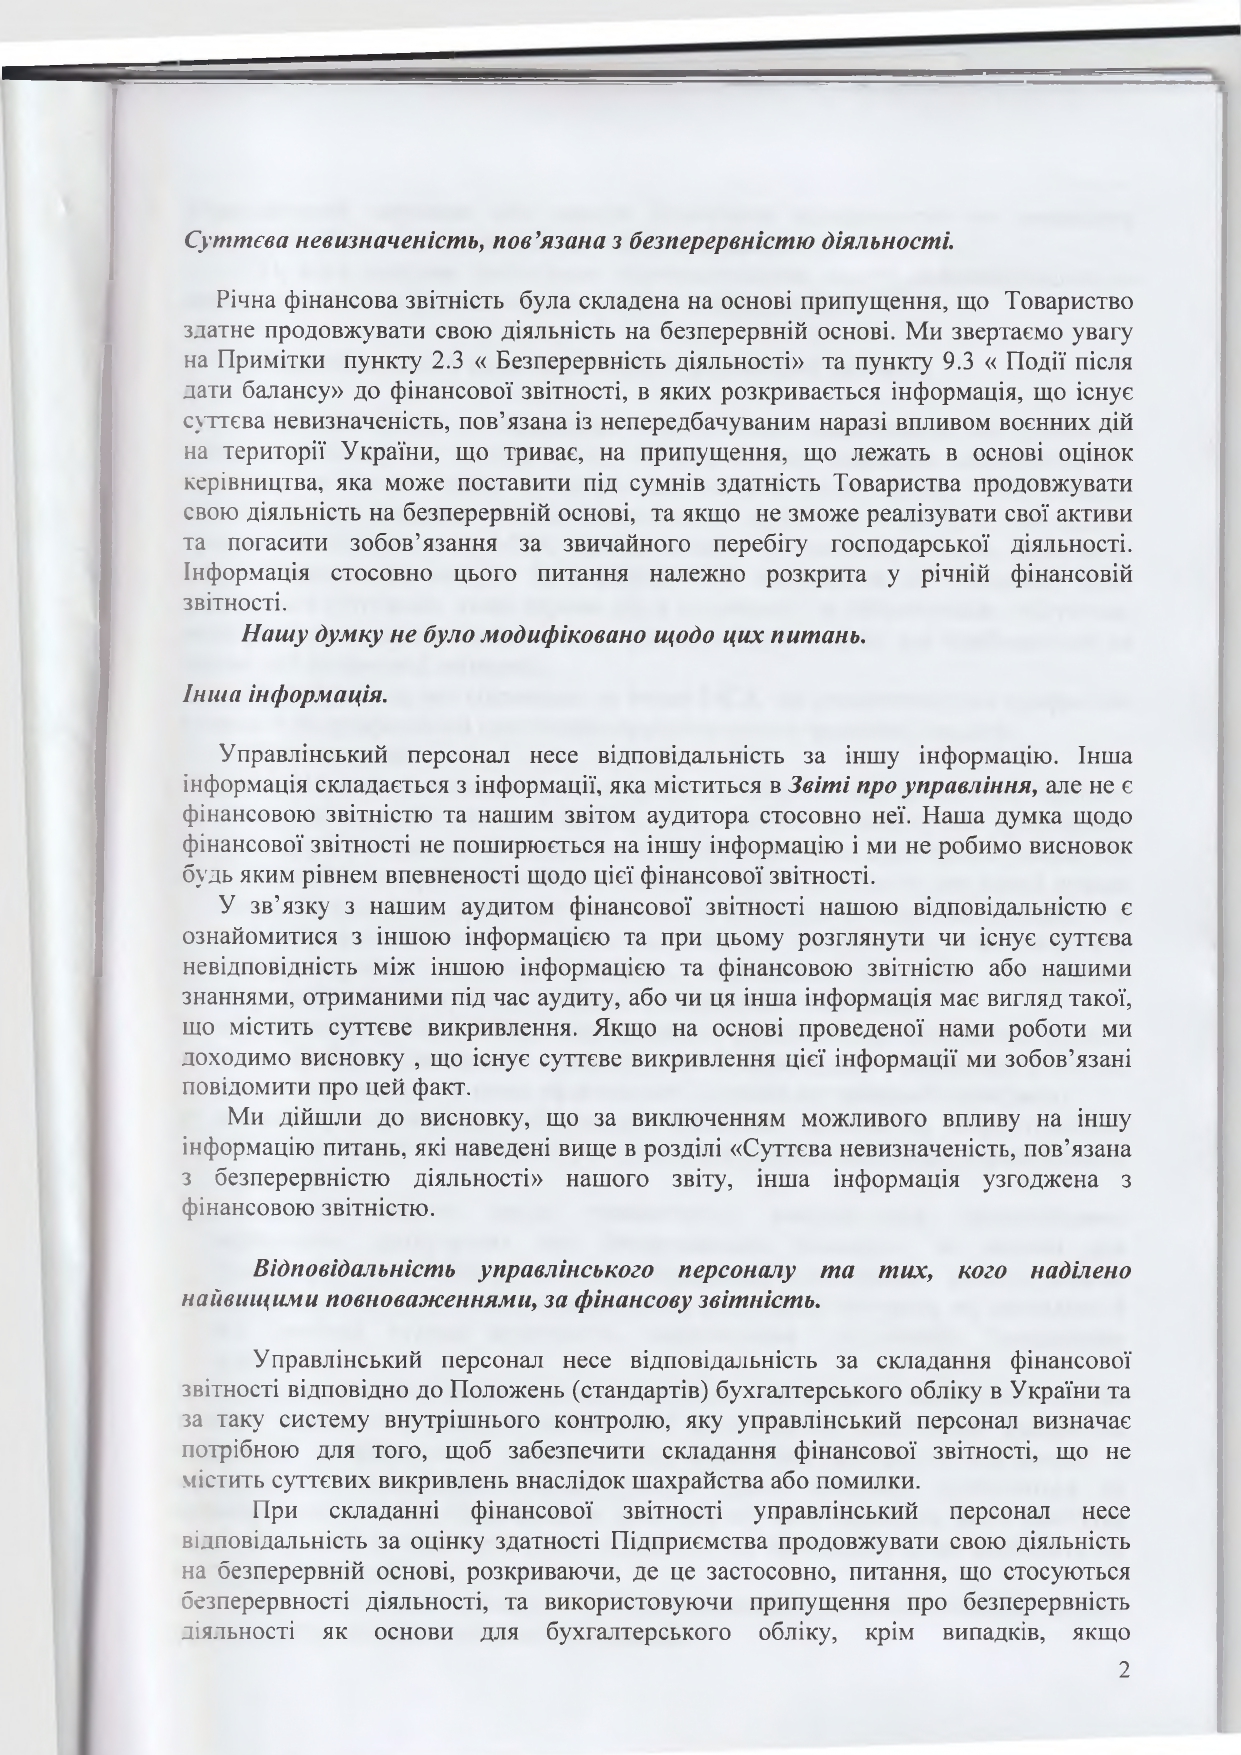 Суттєва невизначеність, пов’язана з безперервністю діяльності.
Річна фінансова звітність була складена на основі припущення, що Товариство
здатне продовжувати свою діяльність на безперервній основі. Ми звертаємо увагу
на Примітки пункту 2.3 « Безперервність діяльності» та пункту 9.3 « Події після
дати балансу» до фінансової звітності, в яких розкривається інформація, що існує
суттєва невизначеність, пов’язана із непередбачуваним наразі впливом воєнних дій
на території України, що триває, на припущення, що лежать в основі оцінок
керівництва, яка може поставити під сумнів здатність Товариства продовжувати
свою діяльність на безперервній основі, та якщо не зможе реалізувати свої активи
та погасити зобов’язання за звичайного перебігу господарської діяльності.
Інформація стосовно цього питання належно розкрита у річній фінансовій
звітності.
Нашу думку не було модифіковано щодо цих питань.
Інша інформація.
Управлінський персонал несе відповідальність за іншу інформацію. Інша
інформація складається з інформації, яка міститься в Звіті про управління, але не є
фінансовою звітністю та нашим звітом аудитора стосовно неї. Наша думка щодо
фінансової звітності не поширюється на іншу інформацію і ми не робимо висновок
будь яким рівнем впевненості щодо цієї фінансової звітності.
У зв’язку з нашим аудитом фінансової звітності нашою відповідальністю є
ознайомитися з іншою інформацією та при цьому розглянути чи існує суттєва
невідповідність між іншою інформацією та фінансовою звітністю або нашими
знаннями, отриманими під час аудиту, або чи ця інша інформація має вигляд такої,
що містить суттєве викривлення. Якщо на основі проведеної нами роботи ми
доходимо висновку , що існує суттєве викривлення цієї інформації ми зобов’язані
повідомити про цей факт.
Ми дійшли до висновку, що за виключенням можливого впливу на іншу
інформацію питань, які наведені вище в розділі «Суттєва невизначеність, пов’язана
з безперервністю діяльності» нашого звіту, інша інформація узгоджена з
фінансовою звітністю.
Відповідальність управлінського персоналу та тих, кого наділено
найвищими повноваженнями, за фінансову звітність.
Управлінський персонал несе відповідальність за складання фінансової
звітності відповідно до Положень (стандартів) бухгалтерського обліку в України та
за таку систему внутрішнього контролю, яку управлінський персонал визначає
потрібною для того, щоб забезпечити складання фінансової звітності, що не
містить суттєвих викривлень внаслідок шахрайства або помилки.
При складанні фінансової звітності управлінський персонал несе
відповідальність за оцінку здатності Підприємства продовжувати свою діяльність
на безперервній основі, розкриваючи, де це застосовно, питання, що стосуються
безперервності діяльності, та використовуючи припущення про безперервність
діяльності як основи для бухгалтерського обліку, крім випадків, якщо
2